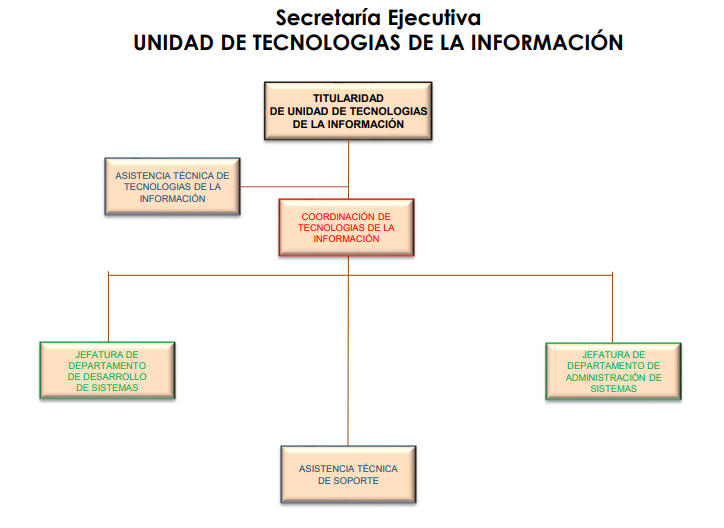 Secretaría Ejecutiva
UNIDAD DE TECNOLOGIAS DE LA INFORMACIÓN
TITULARIDAD
DE UNIDAD DE TECNOLOGIAS
DE LA INFORMACIÓN
ASISTENCIA TÉCNICA DE
TECNOLOGIAS DE LA
INFORMACIÓN
COORDINACIÓN DE
TECNOLOGIAS DE LA
INFORMACIÓN
JEFATURA DE
DEPARTAMENTO
DE DESARROLLO
DE SISTEMAS
JEFATURA DE
DEPARTAMENTO DE
ADMINISTRACIÓN DE
SISTEMAS
ASISTENCIA TÉCNICA
DE SOPORTE